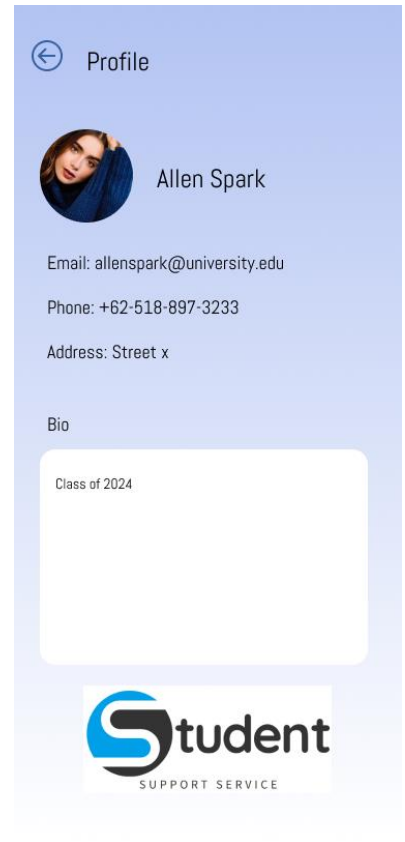 Profile
Allen Spark
Email: allenspark@university.edu
Phone: +62-518-897-3233
Address: Street x
Bio
Class of 2024
Student
SUPPORT SERVICE